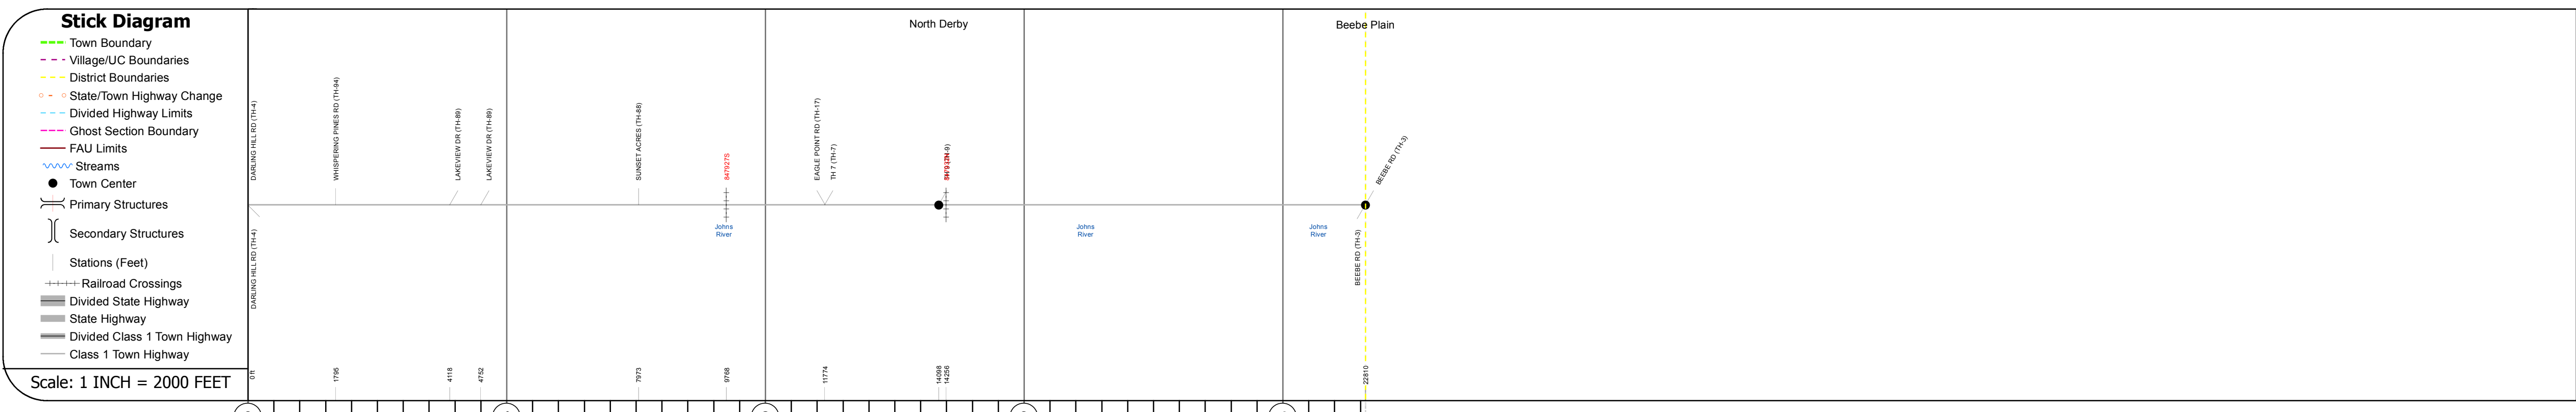 Stick Diagram
Town Boundary
Village/UC Boundaries
District Boundaries
State/Town Highway Change
Divided Highway Limits
Ghost Section Boundary
FAU Limits
Streams
Town Center
Primary Structures
Secondary Structures
Stations (Feet)
Railroad Crossings
Divided State Highway
State Highway
Divided Class 1 Town Highway
Class 1 Town Highway
Scale: 1 INCH = 2000 FEET
North Derby
Beebe Plain
DARLING HILL RD (TH-4)
WHISPERING PINES RD (TH-94)
LAKEVIEW DR (TH-89)
LAKEVIEW DR (TH-89)
SUNSET ACRES (TH-88)
847927S
EAGLE POINT RD (TH-17)
TH 7 (TH-7)
BEEBE RD (TH-3)
DARLING HILL RD (TH-4)
Johns
River
Johns
River
Johns
River
BEEBE RD (TH-3)
0 ft
1795
4118
4752
7973
9768
11774
14098
14256
22810